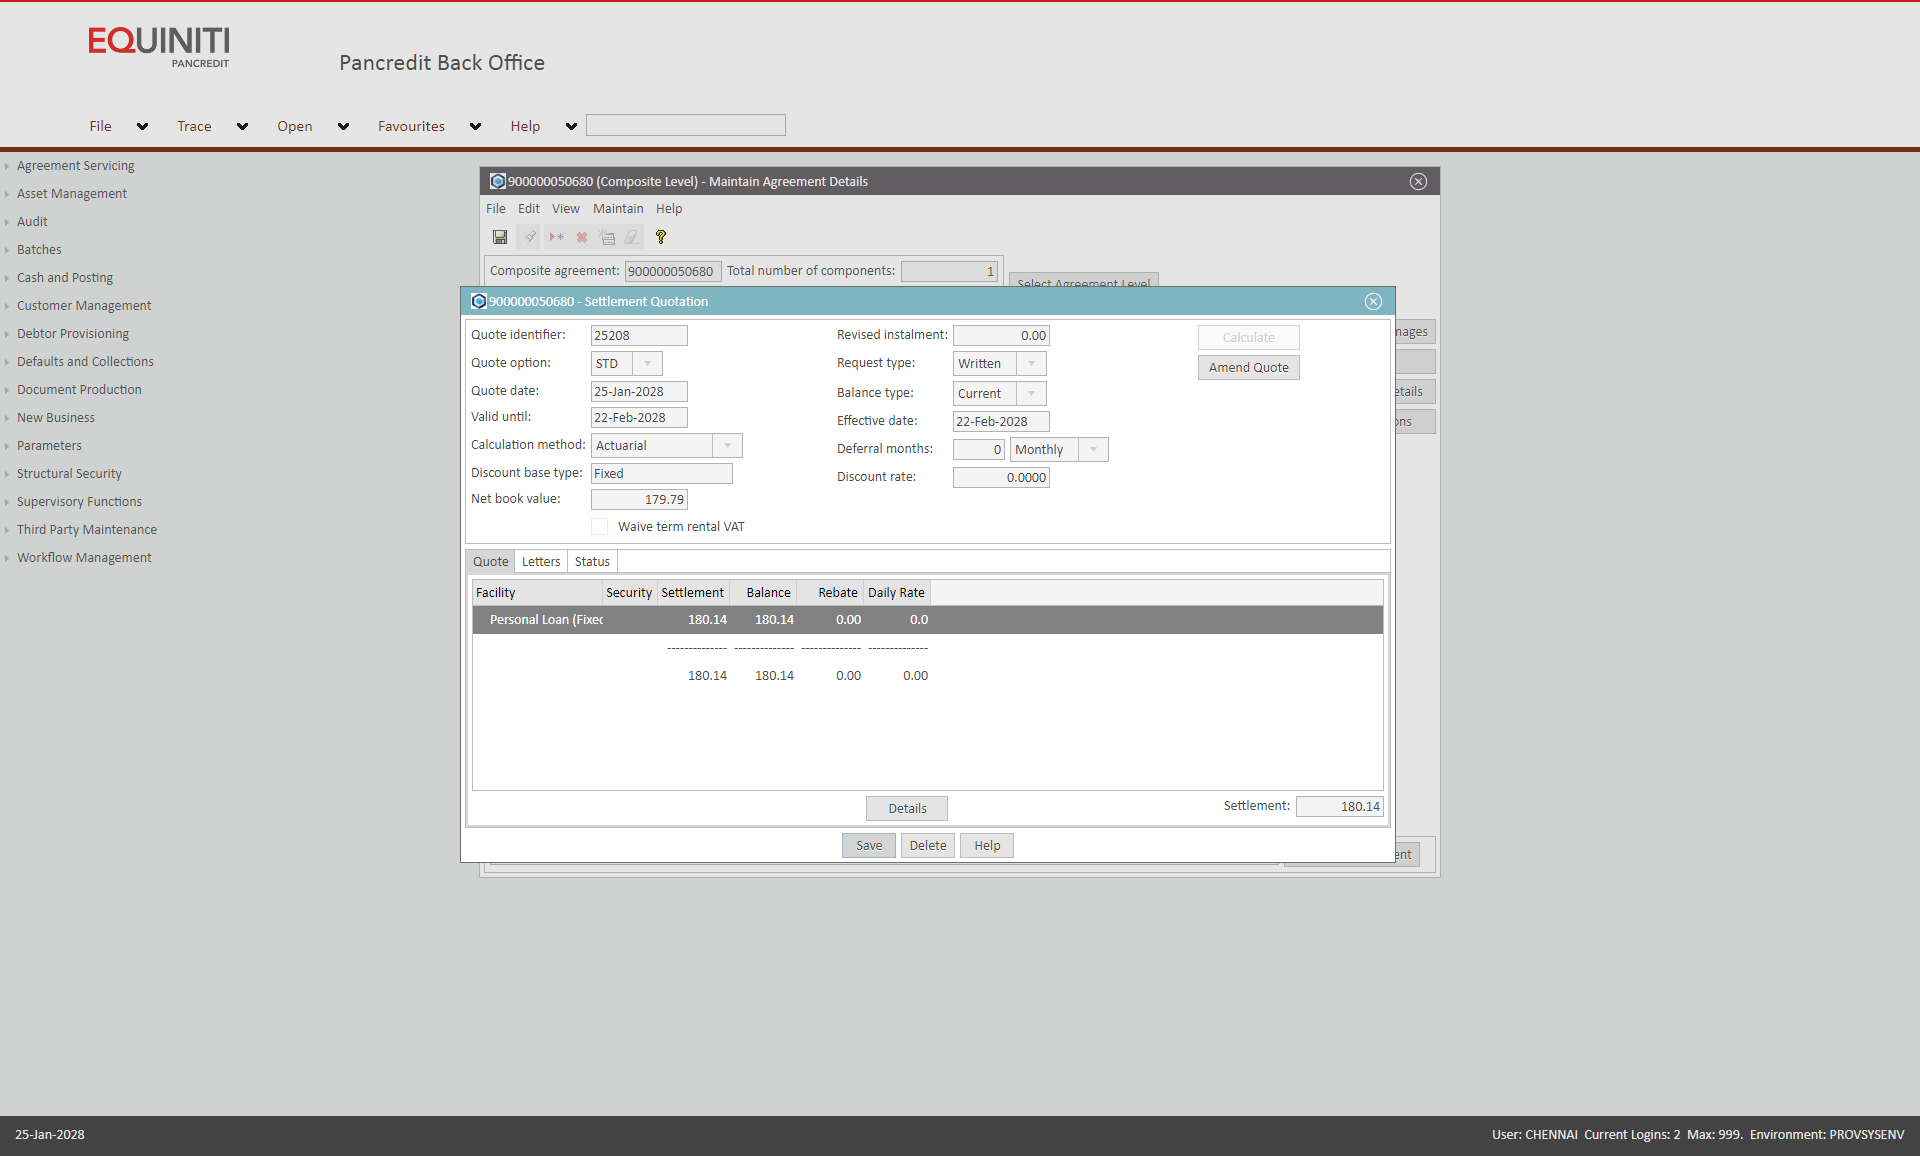 EQUINITI
PANCREDIT
Pancredit Back Office
File Trace Open Favourites Help
Agreement Servicing
Asset Management
Audit
Batches
Cash and Posting
Customer Management
Debtor Provisioning
Defaults and Collections
Document Production
New Business
Parameters
Structural Security
Supervisory Functions
Third Party Maintenance
Workflow Management
900000050680 (Composite Level) - Maintain Agreement Details
File Edit View Maintain Help
Composite agreement: 900000050680 Total number of components: 1
Select Agreement Level
900000050680 - Settlement Quotation
Quote identifier: 25208
Quote option: STD
Quote date: 25-Jan-2028
Valid until: 22-Feb-2028
Calculation method: Actuarial
Discount base type: Fixed
Net book value: 179.79
Waive term rental VAT
Revised instalment: 0.00
Request type: Written
Balance type: Current
Effective date: 22-Feb-2028
Deferral months: 0 Monthly
Discount rate: 0.0000
Calculate
Amend Quote
Quote Letters Status
Facility Security Settlement Balance Rebate Daily Rate
Personal Loan (Fixed 180.14 180.14 0.00 0.0
-------------- -------------- -------------- --------------
180.14 180.14 0.00 0.00
Details
Settlement: 180.14
Save Delete Help
25-Jan-2028
User: CHENNAI Current Logins: 2 Max: 999. Environment: PROVSYSENV